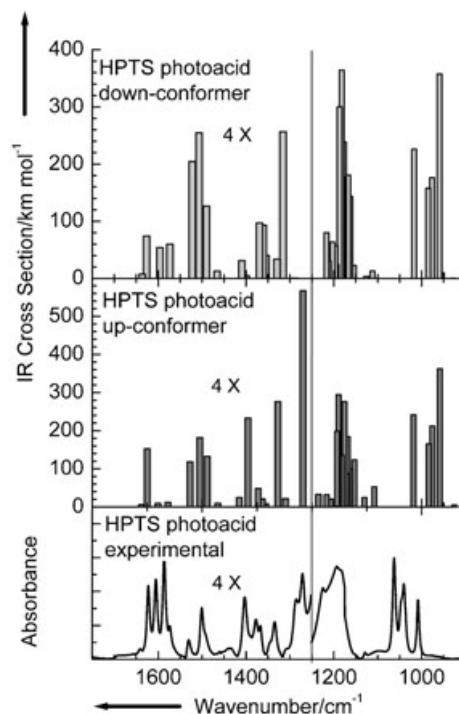 400
HPTS photoacid
down-conformer
300
4 X
200
100
0
IR Cross Section/km mol-1
500
HPTS photoacid
up-conformer
400
4 X
300
200
100
0
HPTS photoacid
experimental
4 X
Absorbance
1600 1400 1200 1000
Wavenumber/cm-1